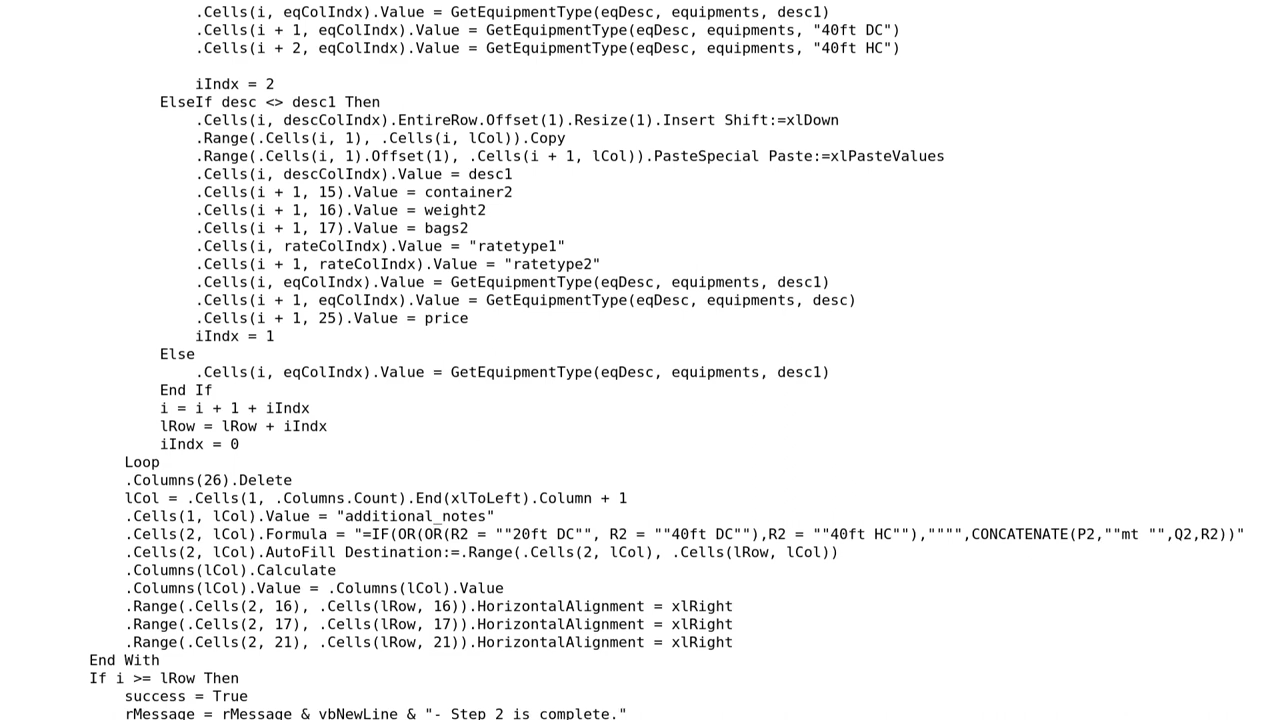 .Cells(i, eqColIndx).Value = GetEquipmentType(eqDesc, equipments, desc1)
.Cells(i + 1, eqColIndx).Value = GetEquipmentType(eqDesc, equipments, "40ft DC")
.Cells(i + 2, eqColIndx).Value = GetEquipmentType(eqDesc, equipments, "40ft HC")
iIndx = 2
ElseIf desc <> desc1 Then
.Cells(i, descColIndx).EntireRow.Offset(1).Resize(1).Insert Shift:=xlDown
.Range(.Cells(i, 1), .Cells(i, lCol)).Copy
.Range(.Cells(i, 1).Offset(1), .Cells(i + 1, lCol)).PasteSpecial Paste:=xlPasteValues
.Cells(i, descColIndx).Value = desc1
.Cells(i + 1, 15).Value = container2
.Cells(i + 1, 16).Value = weight2
.Cells(i + 1, 17).Value = bags2
.Cells(i, rateColIndx).Value = "ratetype1"
.Cells(i + 1, rateColIndx).Value = "ratetype2"
.Cells(i, eqColIndx).Value = GetEquipmentType(eqDesc, equipments, desc1)
.Cells(i + 1, eqColIndx).Value = GetEquipmentType(eqDesc, equipments, desc)
.Cells(i + 1, 25).Value = price
iIndx = 1
Else
.Cells(i, eqColIndx).Value = GetEquipmentType(eqDesc, equipments, desc1)
End If
i = i + 1 + iIndx
lRow = lRow + iIndx
iIndx = 0
Loop
.Columns(26).Delete
lCol = .Cells(1, .Columns.Count).End(xlToLeft).Column + 1
.Cells(1, lCol).Value = "additional_notes"
.Cells(2, lCol).Formula = "=IF(OR(OR(R2 = ""20ft DC"", R2 = ""40ft DC""),R2 = ""40ft HC""),"""",CONCATENATE(P2,""mt "",Q2,R2))"
.Cells(2, lCol).AutoFill Destination:=.Range(.Cells(2, lCol), .Cells(lRow, lCol))
.Columns(lCol).Calculate
.Columns(lCol).Value = .Columns(lCol).Value
.Range(.Cells(2, 16), .Cells(lRow, 16)).HorizontalAlignment = xlRight
.Range(.Cells(2, 17), .Cells(lRow, 17)).HorizontalAlignment = xlRight
.Range(.Cells(2, 21), .Cells(lRow, 21)).HorizontalAlignment = xlRight
End With
If i >= lRow Then
success = True
rMessage = rMessage & vbNewLine & "- Step 2 is complete."